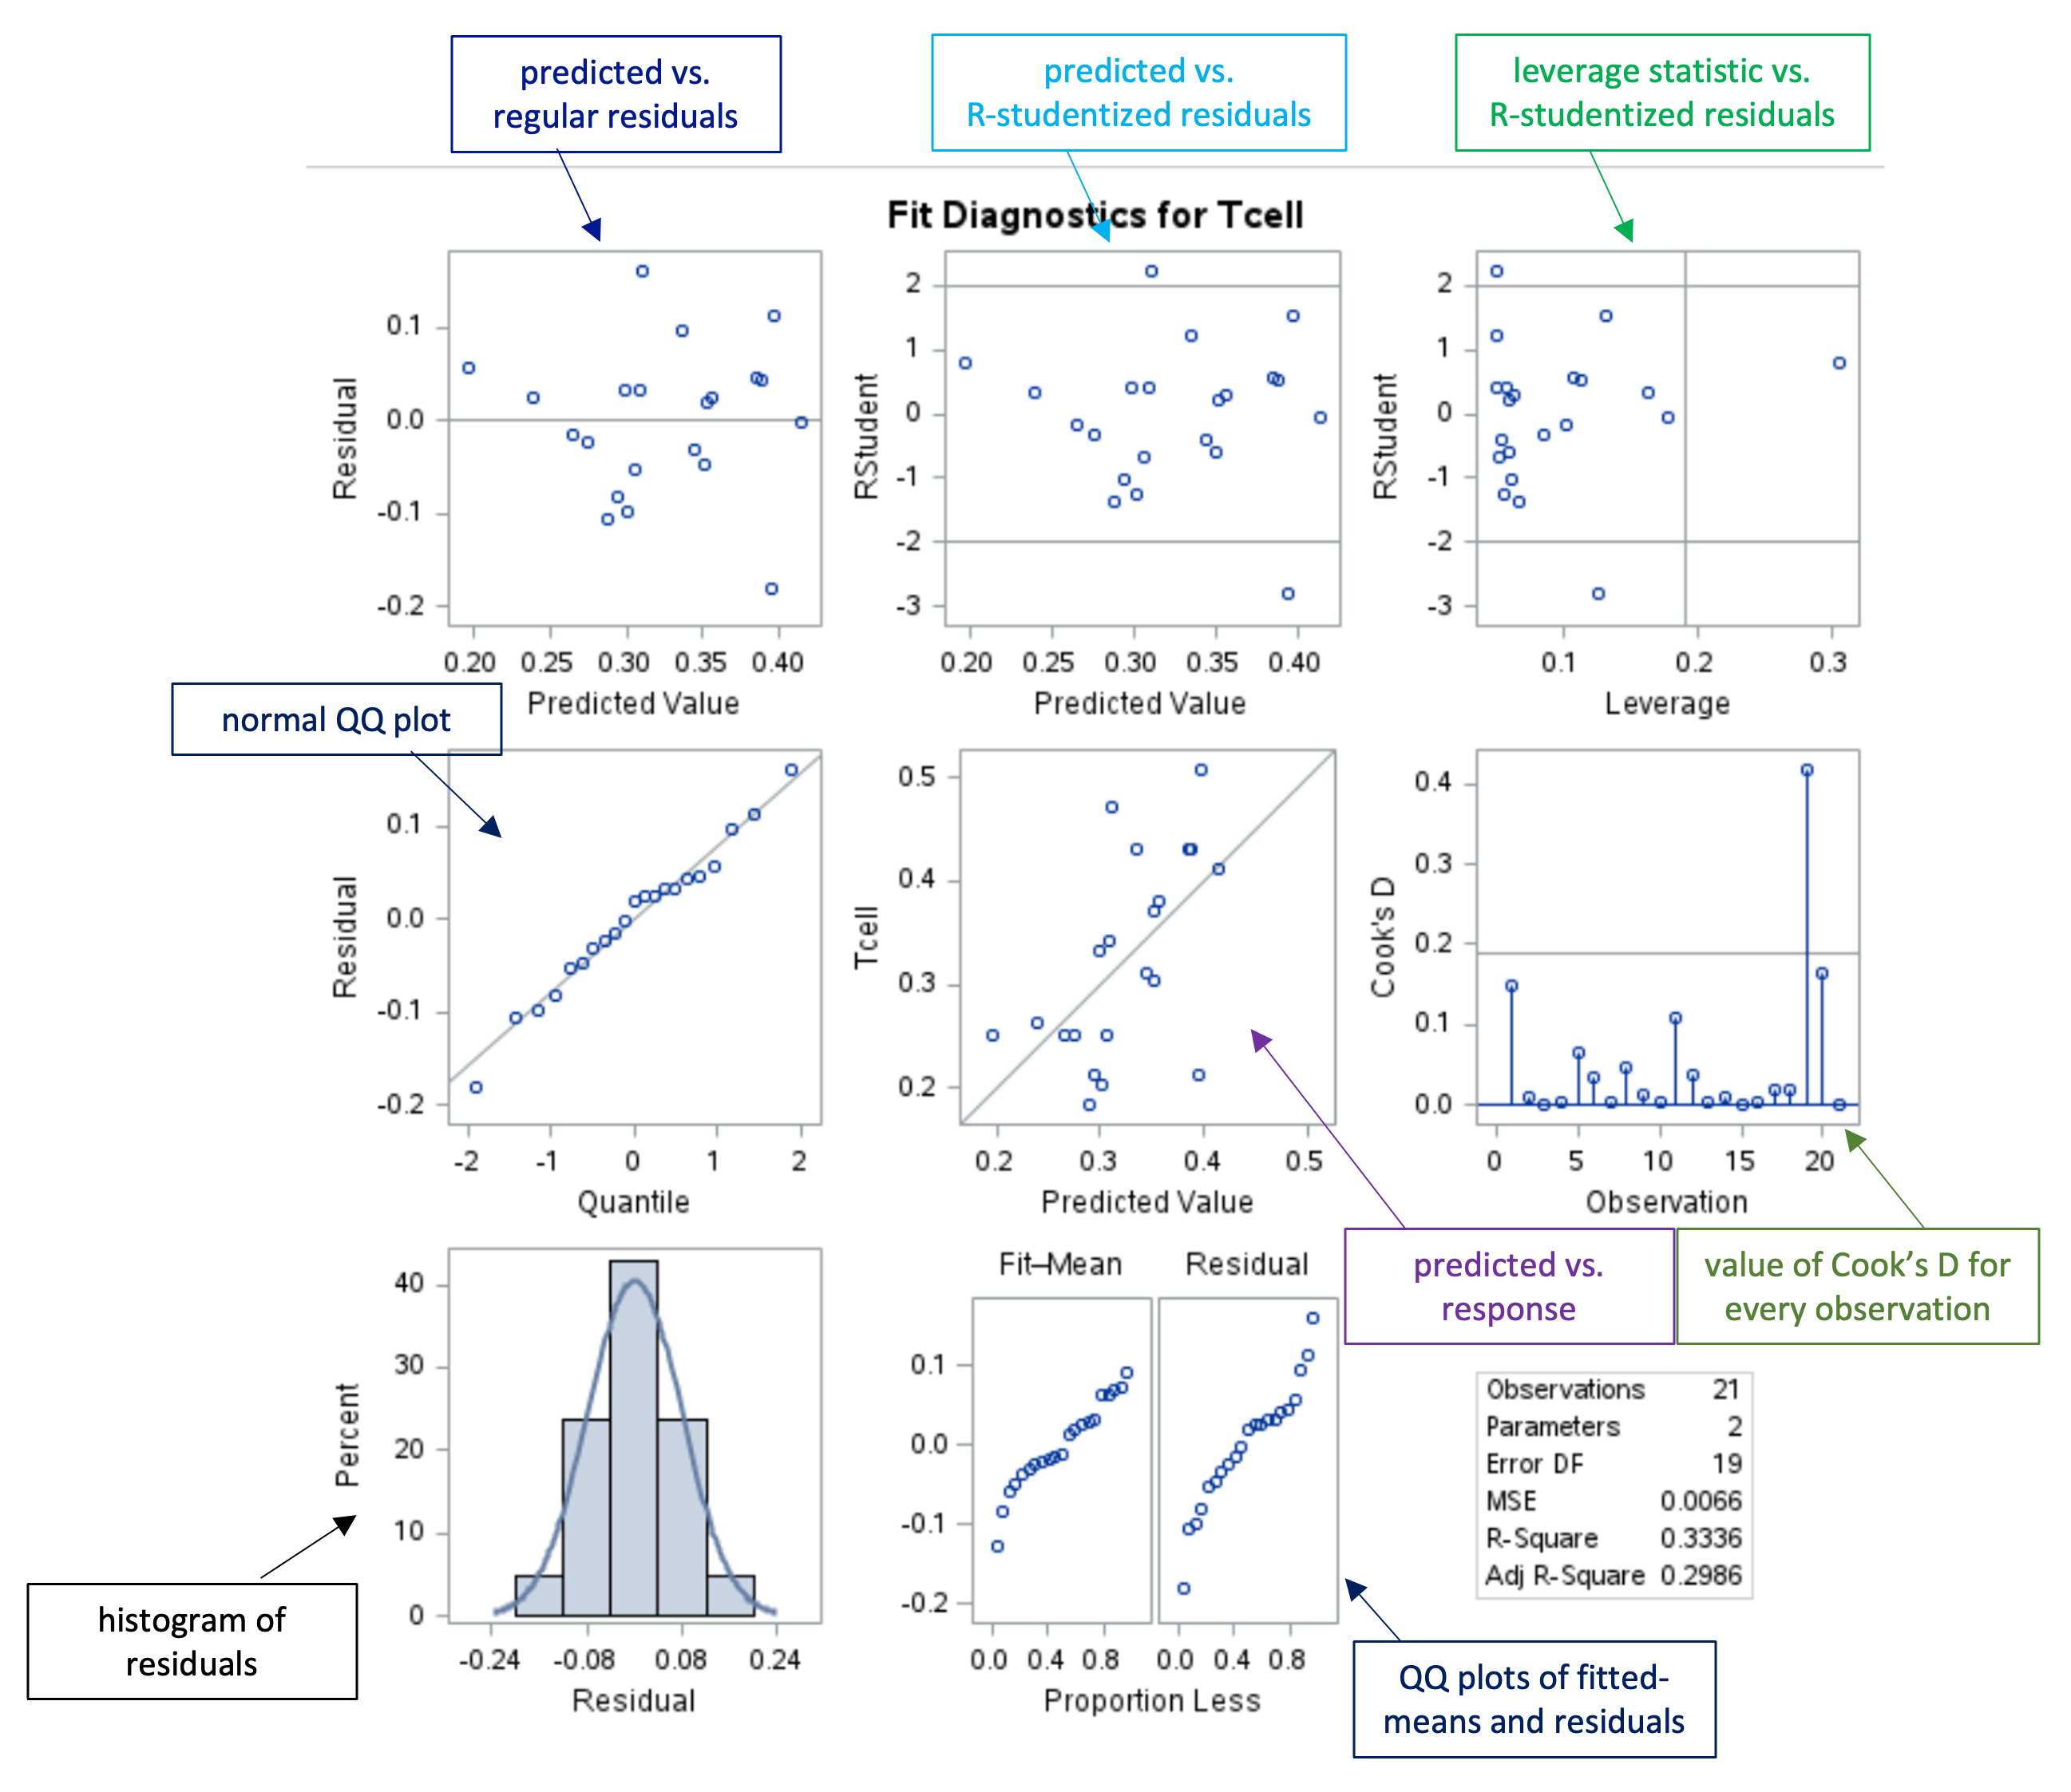 predicted vs.
regular residuals
predicted vs.
R-studentized residuals
leverage statistic vs.
R-studentized residuals
Fit Diagnostics for Tcell
Residual
0.1
0.0
-0.1
-0.2
0.20 0.25 0.30 0.35 0.40
Predicted Value
RStudent
2
1
0
-1
-2
-3
0.20 0.25 0.30 0.35 0.40
Predicted Value
RStudent
2
1
0
-1
-2
-3
0.1 0.2 0.3
Leverage
normal QQ plot
Residual
0.1
0.0
-0.1
-0.2
-2 -1 0 1 2
Quantile
Tcell
0.5
0.4
0.3
0.2
0.2 0.3 0.4 0.5
Predicted Value
Cook's D
0.4
0.3
0.2
0.1
0.0
0 5 10 15 20
Observation
predicted vs.
response
value of Cook’s D for
every observation
Percent
40
30
20
10
0
-0.24 -0.08 0.08 0.24
Residual
histogram of
residuals
Fit–Mean Residual
0.1
0.0
-0.1
-0.2
0.0 0.4 0.8 0.0 0.4 0.8
Proportion Less
Observations 21
Parameters 2
Error DF 19
MSE 0.0066
R-Square 0.3336
Adj R-Square 0.2986
QQ plots of fitted-
means and residuals